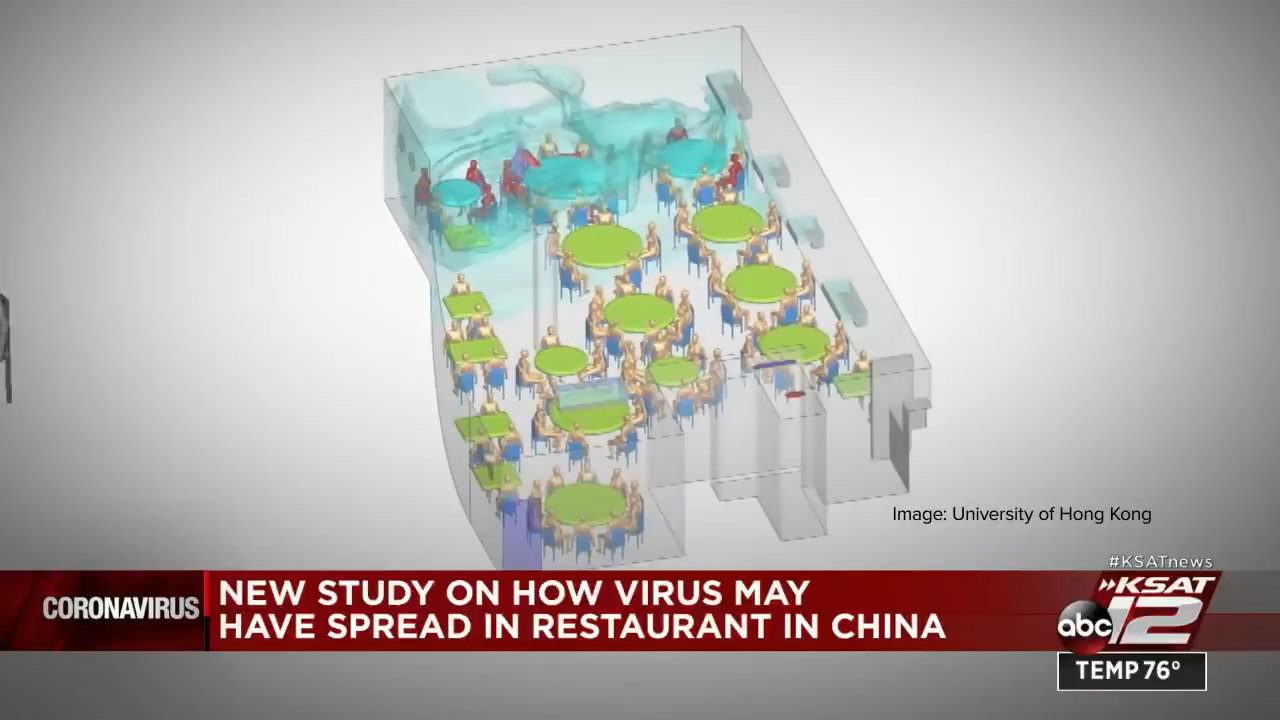 Image: University of Hong Kong
#KSATnews
CORONAVIRUS
NEW STUDY ON HOW VIRUS MAY
HAVE SPREAD IN RESTAURANT IN CHINA
KSAT
abc 12
TEMP 76°